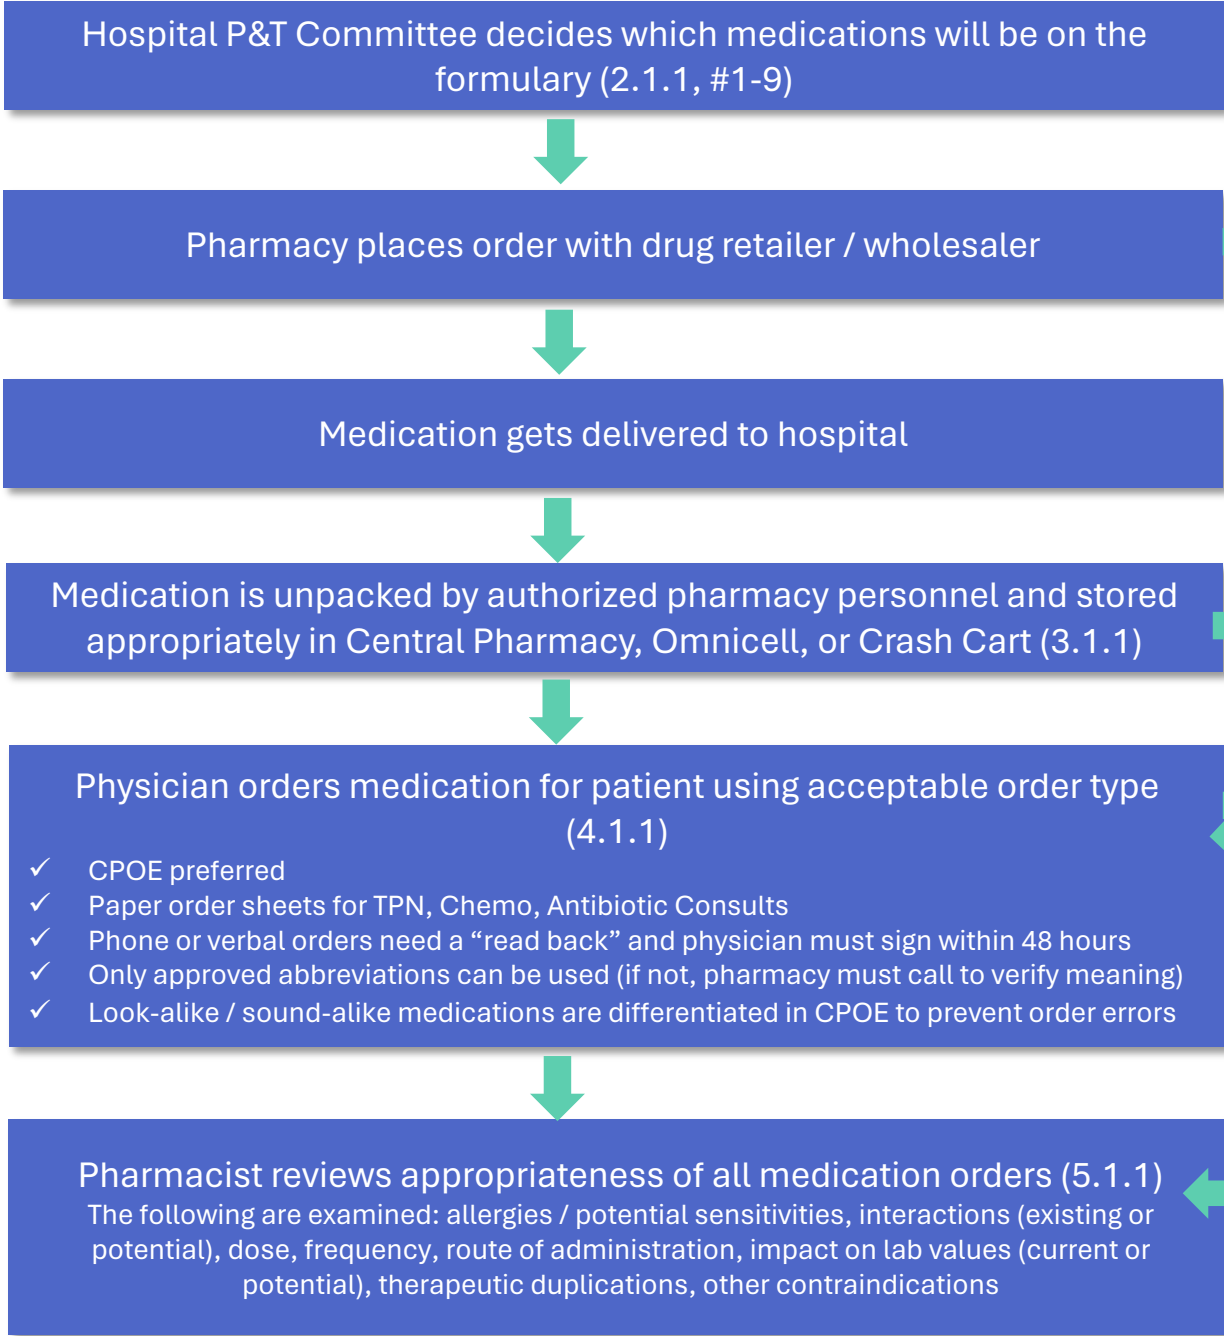 Hospital P&T Committee decides which medications will be on the
formulary (2.1.1, #1-9)
Pharmacy places order with drug retailer / wholesaler
Medication gets delivered to hospital
Medication is unpacked by authorized pharmacy personnel and stored
appropriately in Central Pharmacy, Omnicell, or Crash Cart (3.1.1)
Physician orders medication for patient using acceptable order type
(4.1.1)
✓ CPOE preferred
✓ Paper order sheets for TPN, Chemo, Antibiotic Consults
✓ Phone or verbal orders need a “read back” and physician must sign within 48 hours
✓ Only approved abbreviations can be used (if not, pharmacy must call to verify meaning)
✓ Look-alike / sound-alike medications are differentiated in CPOE to prevent order errors
Pharmacist reviews appropriateness of all medication orders (5.1.1)
The following are examined: allergies / potential sensitivities, interactions (existing or
potential), dose, frequency, route of administration, impact on lab values (current or
potential), therapeutic duplications, other contraindications